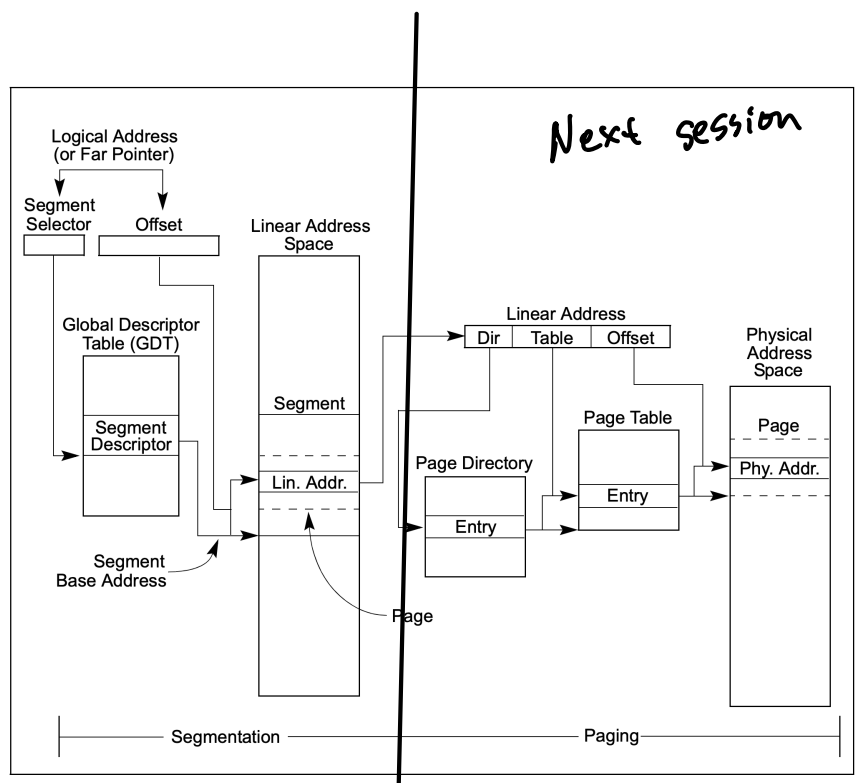 Next session
Logical Address
(or Far Pointer)
Segment
Selector
Offset
Linear Address
Space
Global Descriptor
Table (GDT)
Segment
Descriptor
Segment
Lin. Addr.
Segment
Base Address
Page
Linear Address
Dir Table Offset
Physical
Address
Space
Page Table
Page Directory
Entry
Entry
Page
Phy. Addr.
Segmentation
Paging